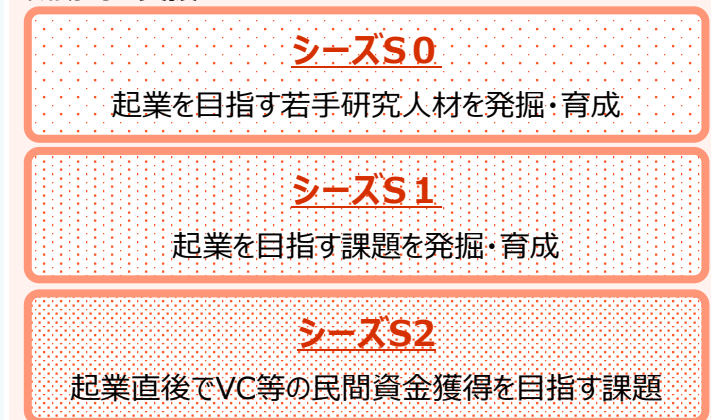 シーズS０
起業を目指す若手研究人材を発掘・育成
シーズS１
起業を目指す課題を発掘・育成
シーズS2
起業直後でVC等の民間資金獲得を目指す課題